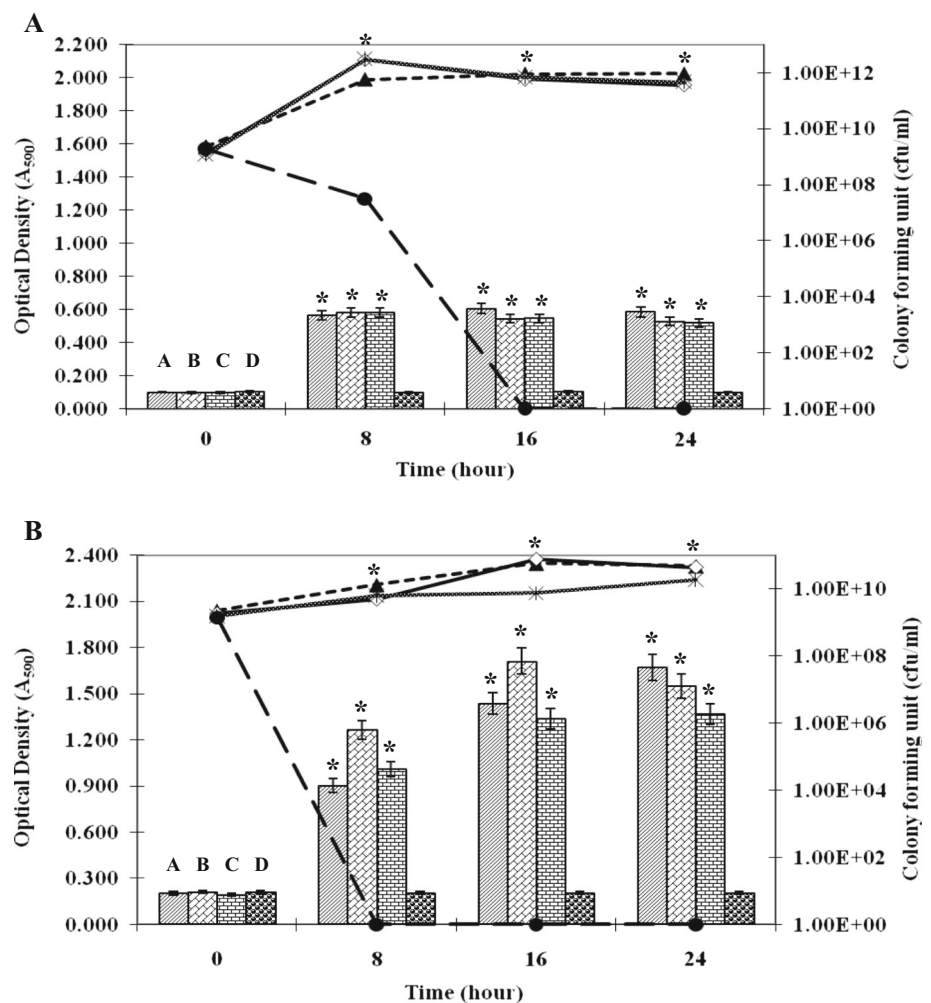 A
2.200
2.000
1.800
1.600
1.400
1.200
1.000
0.800
0.600
0.400
0.200
0.000
Optical Density (A590)
1.00E+12
1.00E+10
1.00E+08
1.00E+06
1.00E+04
1.00E+02
1.00E+00
Colony forming unit (cfu/ml)
* * *
* * * * * * * * *
A B C D
0 8 16 24
Time (hour)
B
2.400
2.100
1.800
1.500
1.200
0.900
0.600
0.300
0.000
Optical Density (A590)
1.00E+10
1.00E+08
1.00E+06
1.00E+04
1.00E+02
1.00E+00
Colony forming unit (cfu/ml)
* * *
* * * * * * * * *
A B C D
0 8 16 24
Time (hour)